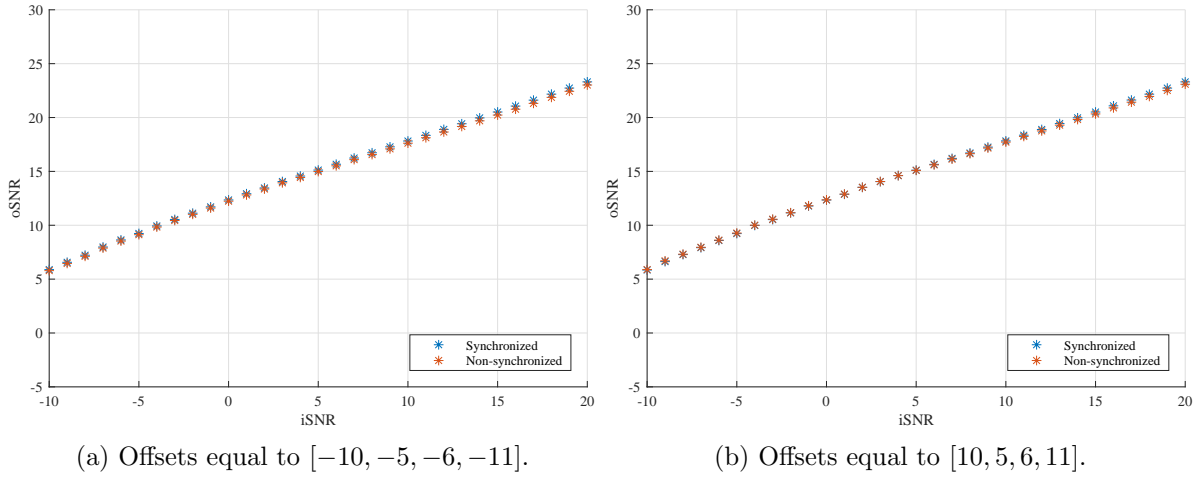 30
25
20
15
10
5
0
-5
oSNR
-10 -5 0 5 10 15 20
iSNR
Synchronized
Non-synchronized
(a) Offsets equal to [−10, −5, −6, −11].
30
25
20
15
10
5
0
-5
oSNR
-10 -5 0 5 10 15 20
iSNR
Synchronized
Non-synchronized
(b) Offsets equal to [10, 5, 6, 11].